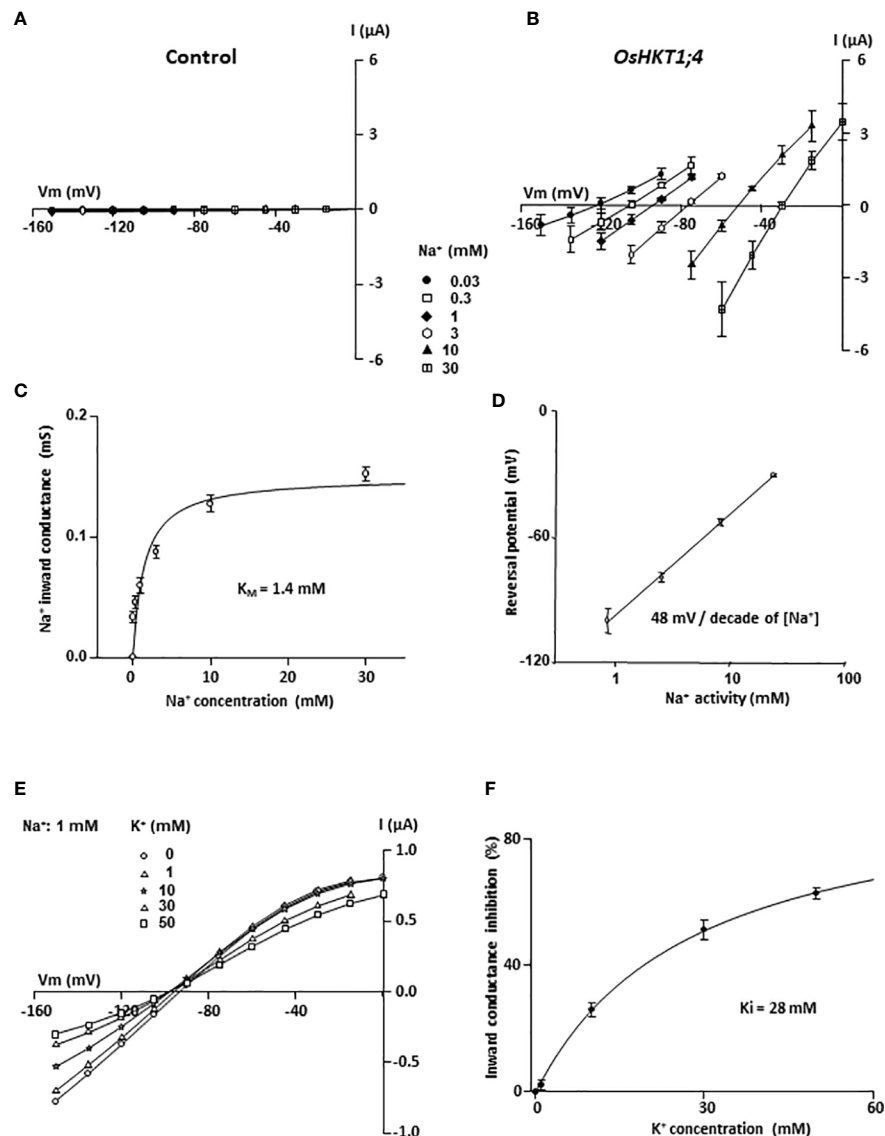 A
Control
I (µA)
6
3
0
-3
-6
Vm (mV)
-160
-120
-80
-40
B
OsHKT1;4
I (µA)
6
3
0
-3
-6
Vm (mV)
-160
-120
-80
-40
Na⁺ (mM)
0.03
0.3
1
3
10
30
C
Na⁺ inward conductance (mS)
0.2
0.1
0.0
KM = 1.4 mM
0
10
20
30
Na⁺ concentration (mM)
D
Reversal potential (mV)
0
-60
-120
48 mV / decade of [Na⁺]
1
10
100
Na⁺ activity (mM)
E
Na⁺: 1 mM
K⁺ (mM)
0
1
10
30
50
I (µA)
1.0
0.5
0.0
-0.5
-1.0
Vm (mV)
-160
-120
-80
-40
F
Inward conductance inhibition (%)
80
40
0
Ki = 28 mM
0
30
60
K⁺ concentration (mM)